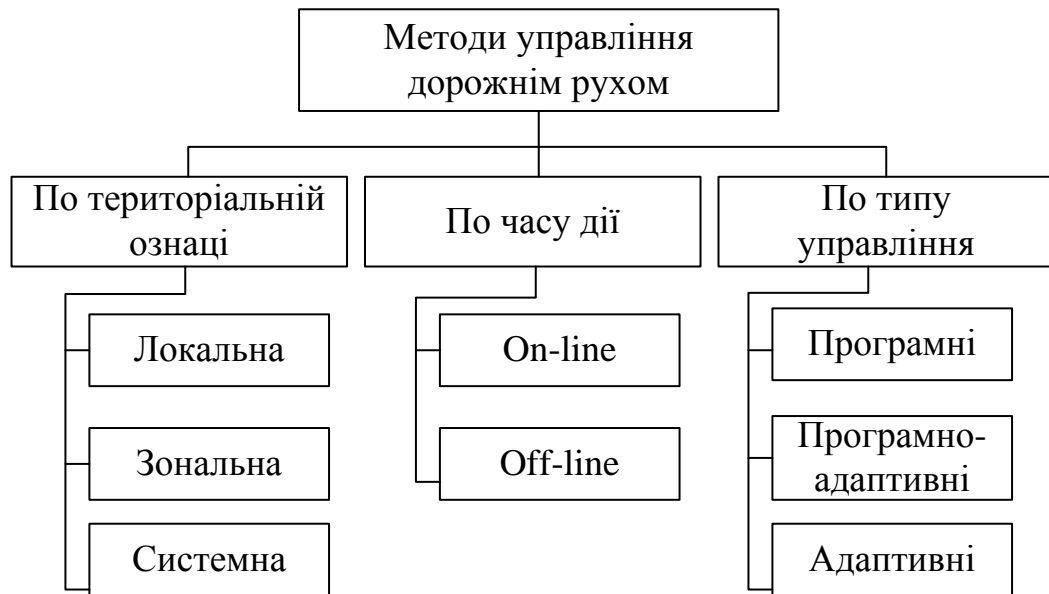 Методи управління
дорожнім рухом
По територіальній
ознаці
По часу дії
По типу
управління
Локальна
Зональна
Системна
On-line
Off-line
Програмні
Програмно-
адаптивні
Адаптивні